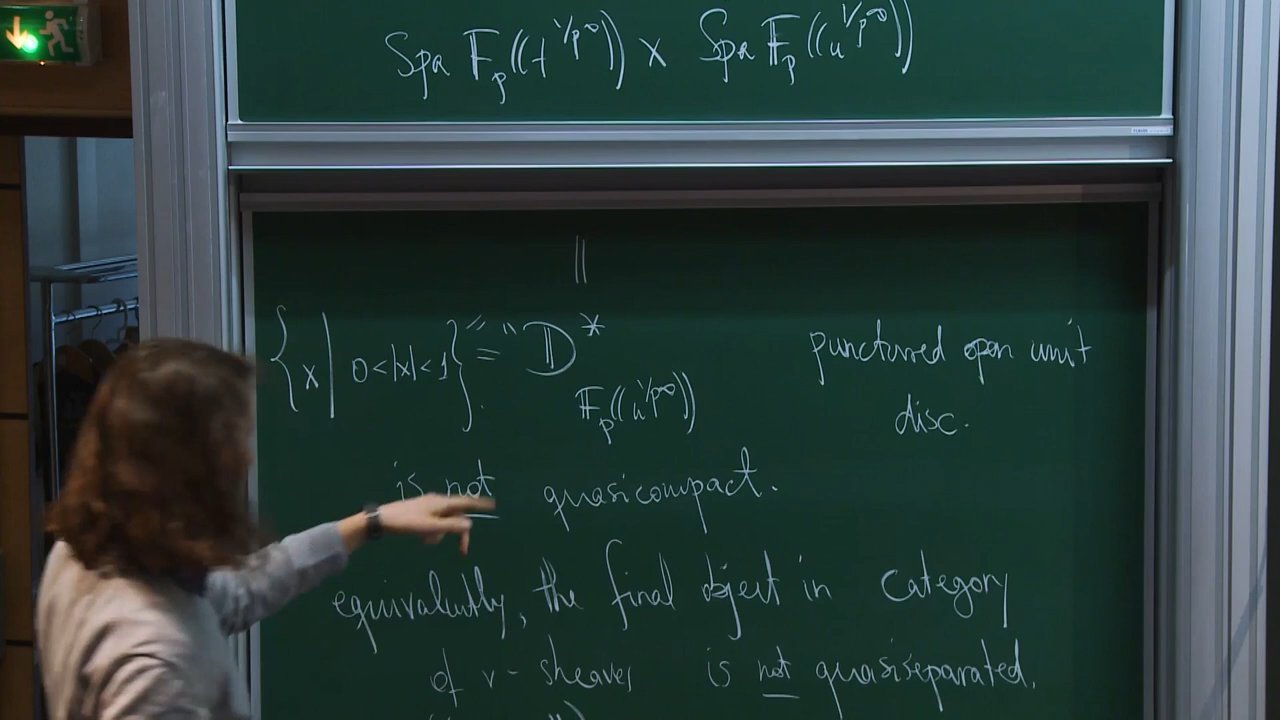 Spa F_p((t^{1/p^∞})) × Spa F_p((u^{1/p^∞}))
||
{x | 0<|x|<1}" = "D^*_{F_p((u^{1/p^∞}))} punctured open unit
disc.
is not quasicompact.
equivalently, the final object in category
of v-sheaves is not quasiseparated.